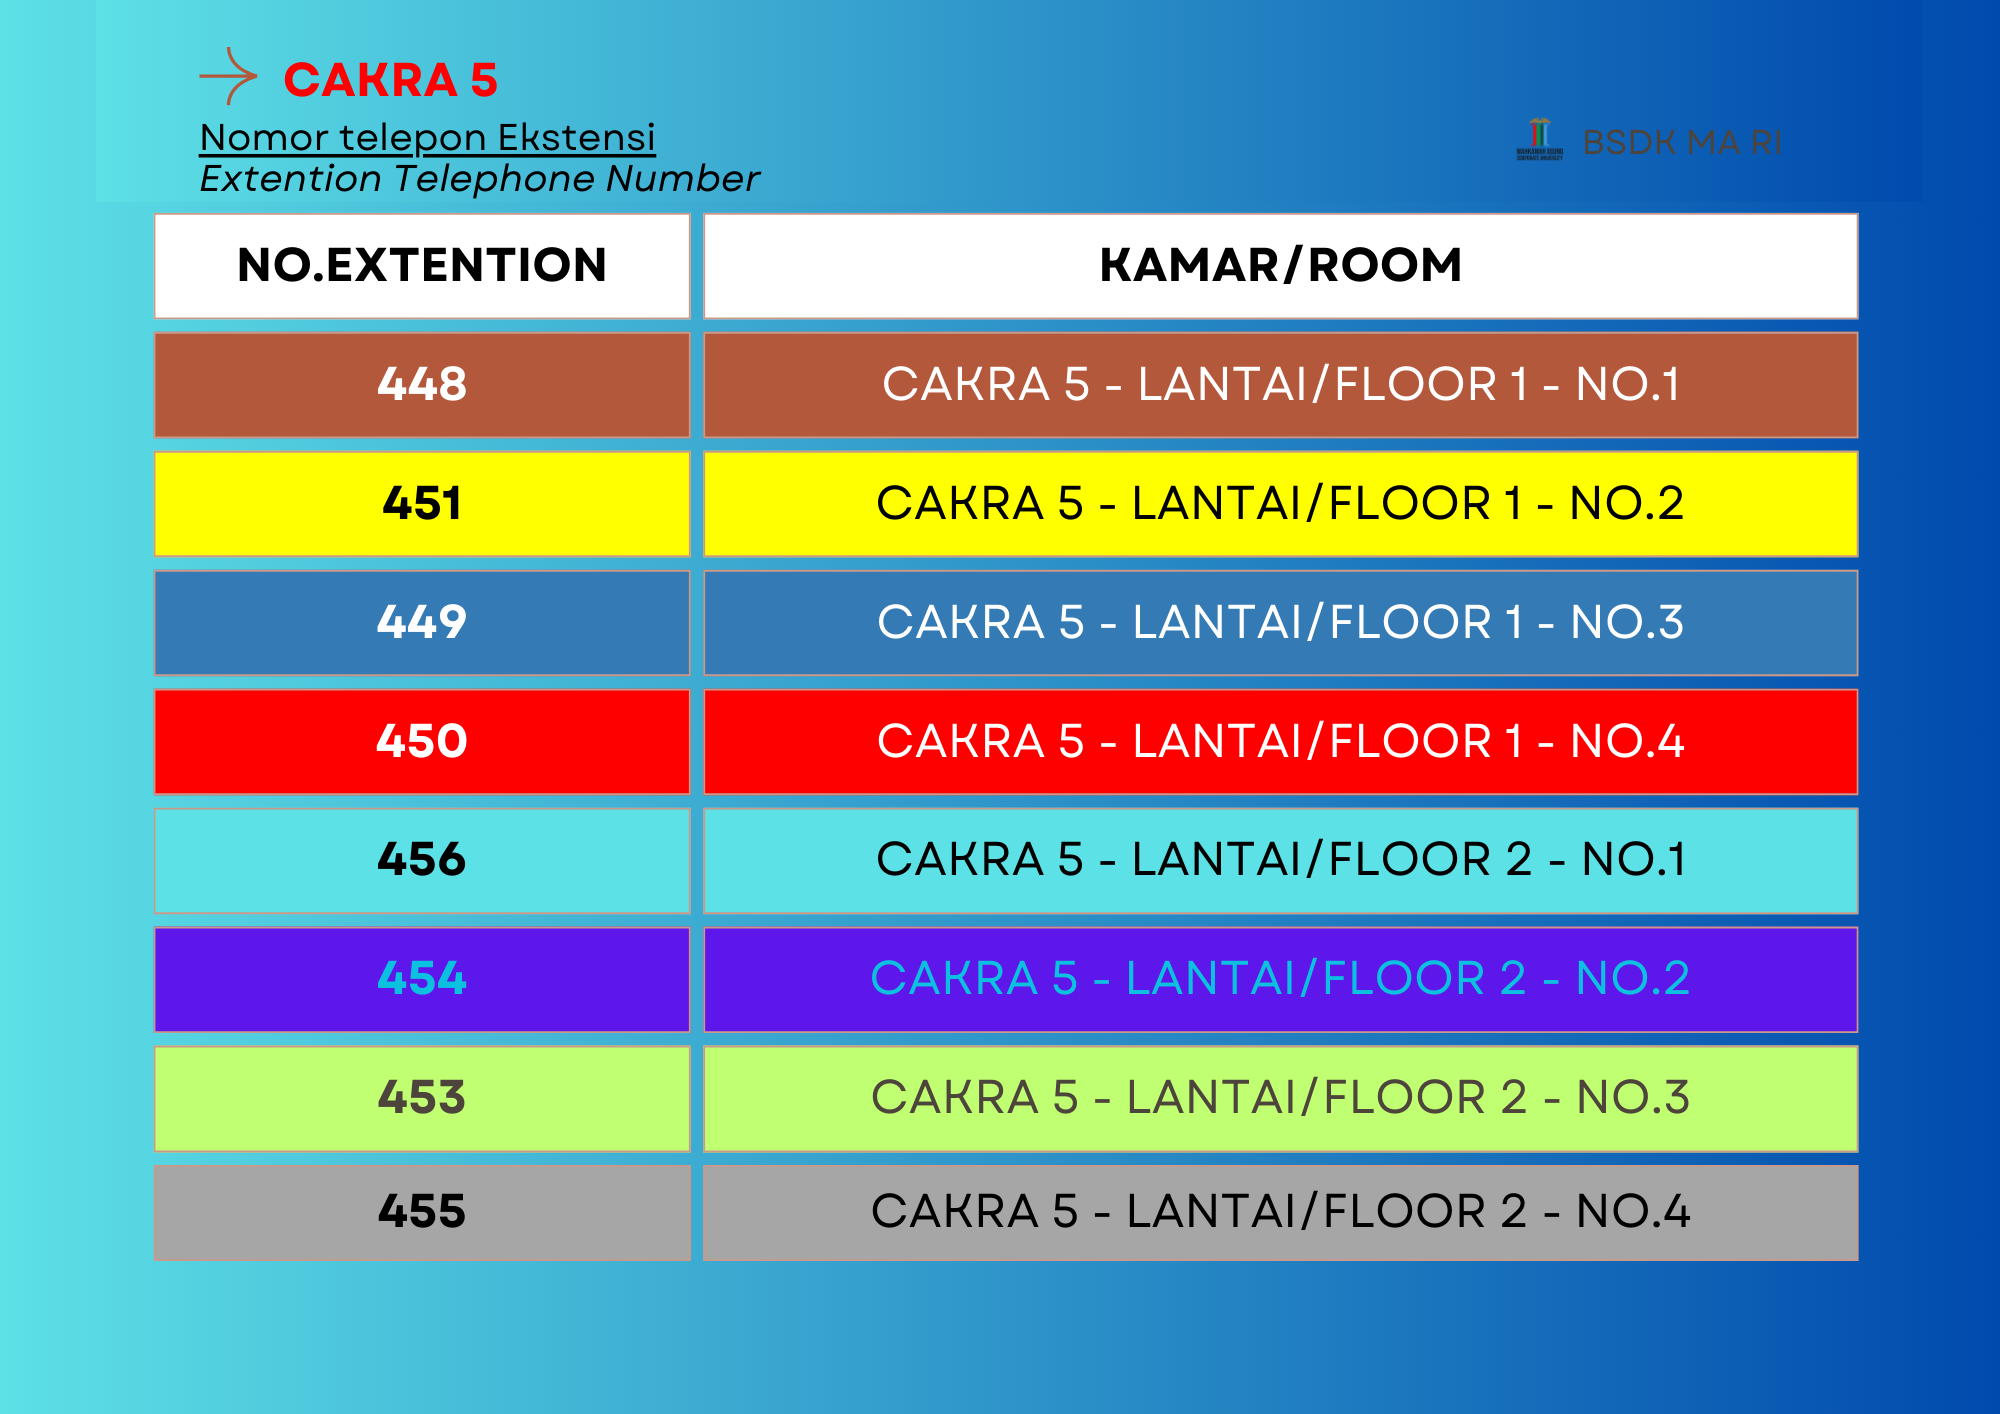 CAKRA 5
Nomor telepon Ekstensi
Extention Telephone Number
MAHKAMAH AGUNG
CORPORATE UNIVERSITY
BSDK MA RI
NO.EXTENTION KAMAR/ROOM
448 CAKRA 5 - LANTAI/FLOOR 1 - NO.1
451 CAKRA 5 - LANTAI/FLOOR 1 - NO.2
449 CAKRA 5 - LANTAI/FLOOR 1 - NO.3
450 CAKRA 5 - LANTAI/FLOOR 1 - NO.4
456 CAKRA 5 - LANTAI/FLOOR 2 - NO.1
454 CAKRA 5 - LANTAI/FLOOR 2 - NO.2
453 CAKRA 5 - LANTAI/FLOOR 2 - NO.3
455 CAKRA 5 - LANTAI/FLOOR 2 - NO.4